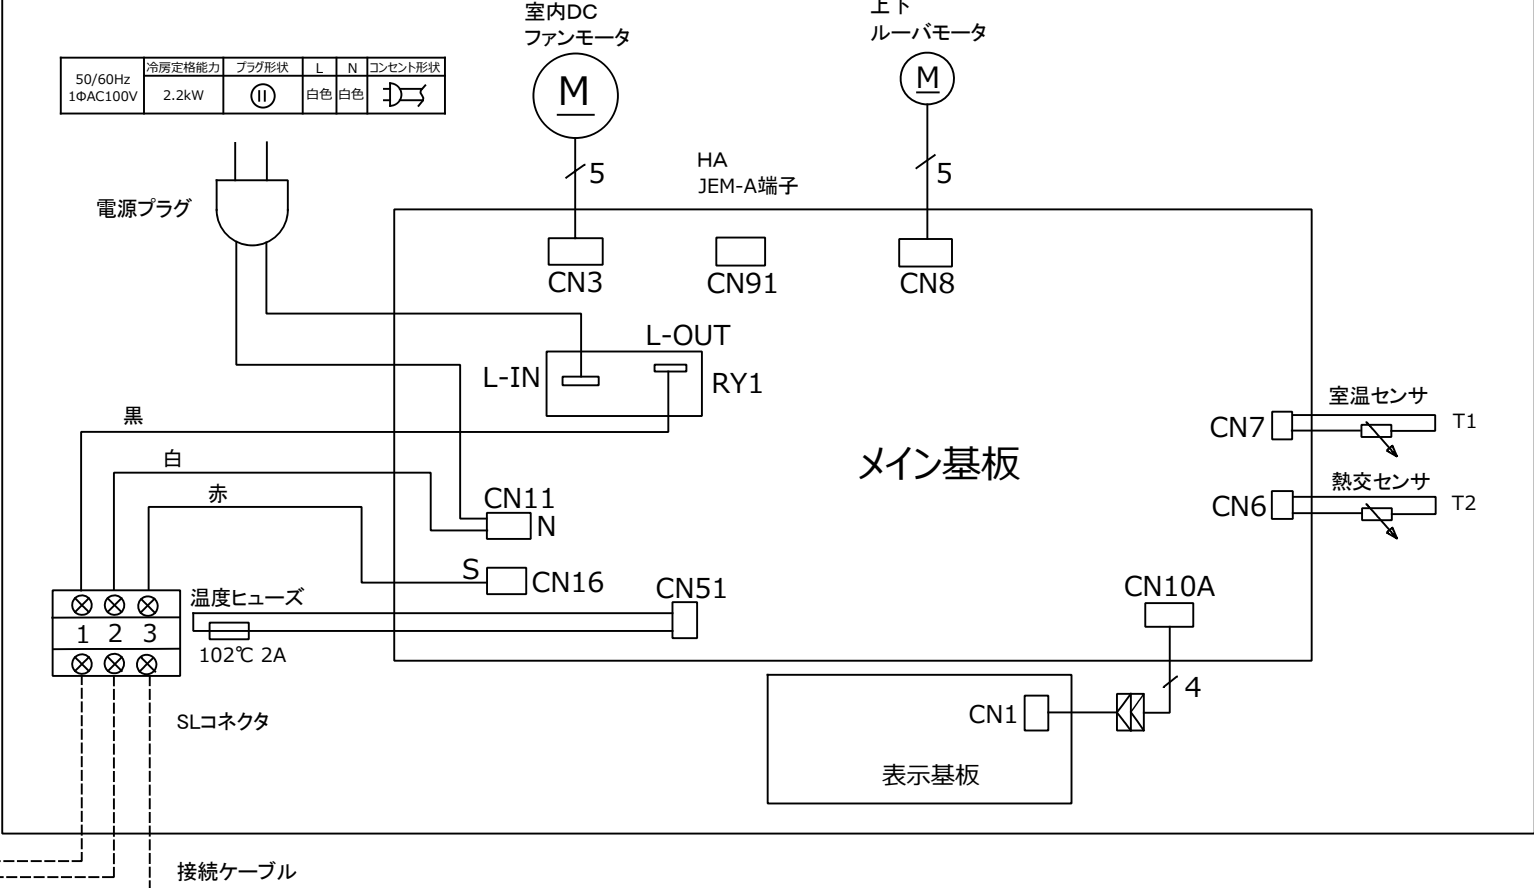 室内DC
ファンモータ
上下
ルーバモータ
50/60Hz
1ΦAC100V
冷房定格能力
プラグ形状
L
N
コンセント形状
2.2kW
白色
白色
M
M
5
5
HA
JEM-A端子
電源プラグ
CN3
CN91
CN8
L-OUT
L-IN
RY1
黒
白
赤
メイン基板
室温センサ
CN7
T1
熱交センサ
CN6
T2
CN11
N
S
CN16
CN51
CN10A
温度ヒューズ
1 2 3
102℃ 2A
4
SLコネクタ
CN1
表示基板
接続ケーブル